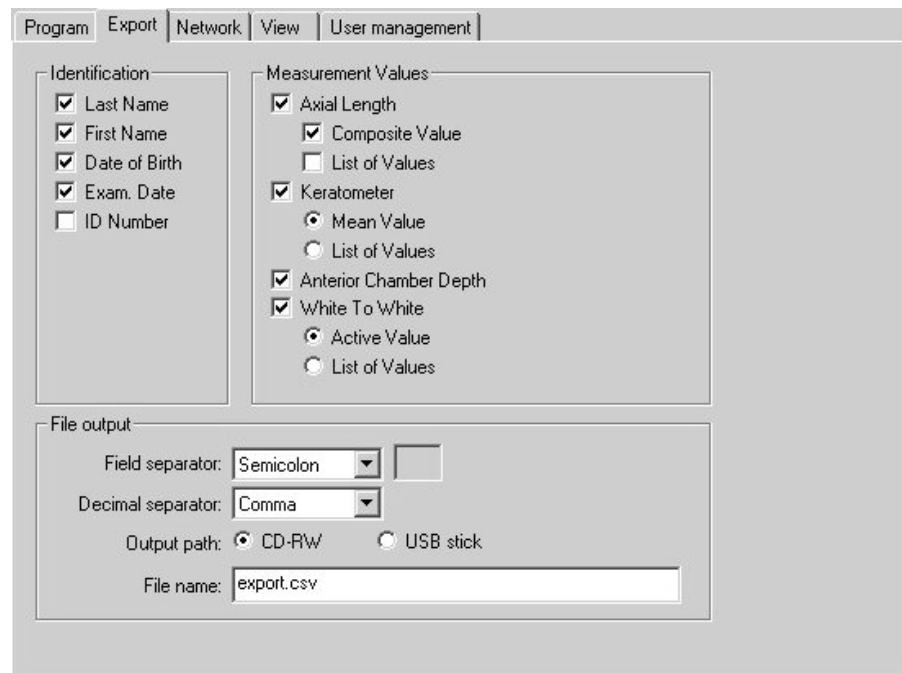 Program Export Network View User management
Identification
Last Name
First Name
Date of Birth
Exam. Date
ID Number
Measurement Values
Axial Length
Composite Value
List of Values
Keratometer
Mean Value
List of Values
Anterior Chamber Depth
White To White
Active Value
List of Values
File output
Field separator: Semicolon
Decimal separator: Comma
Output path: CD-RW USB stick
File name: export.csv